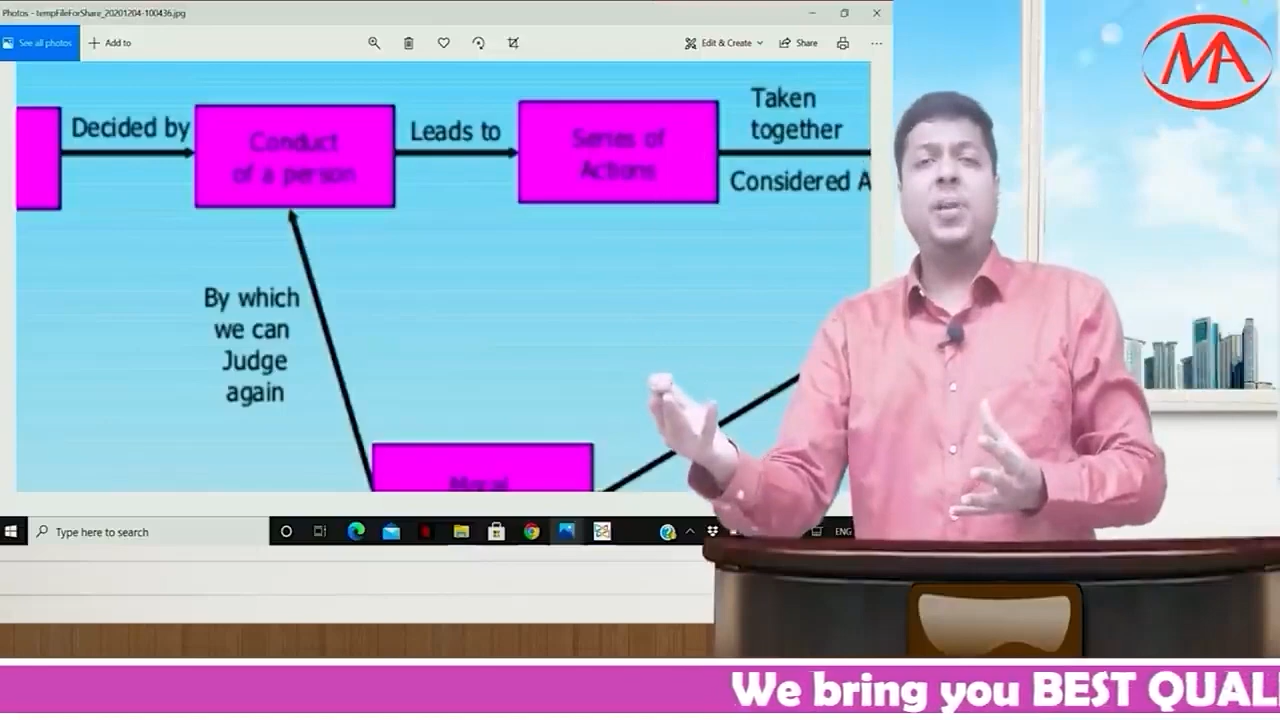 Photos - tempFileForShare_20201204-100436.jpg
See all photos
Add to
Edit & Create
Share
Decided by
Conduct
of a person
Leads to
Series of
Actions
Taken
together
Considered A
By which
we can
Judge
again
Moral
Type here to search
ENG
MA
We bring you BEST QUAL